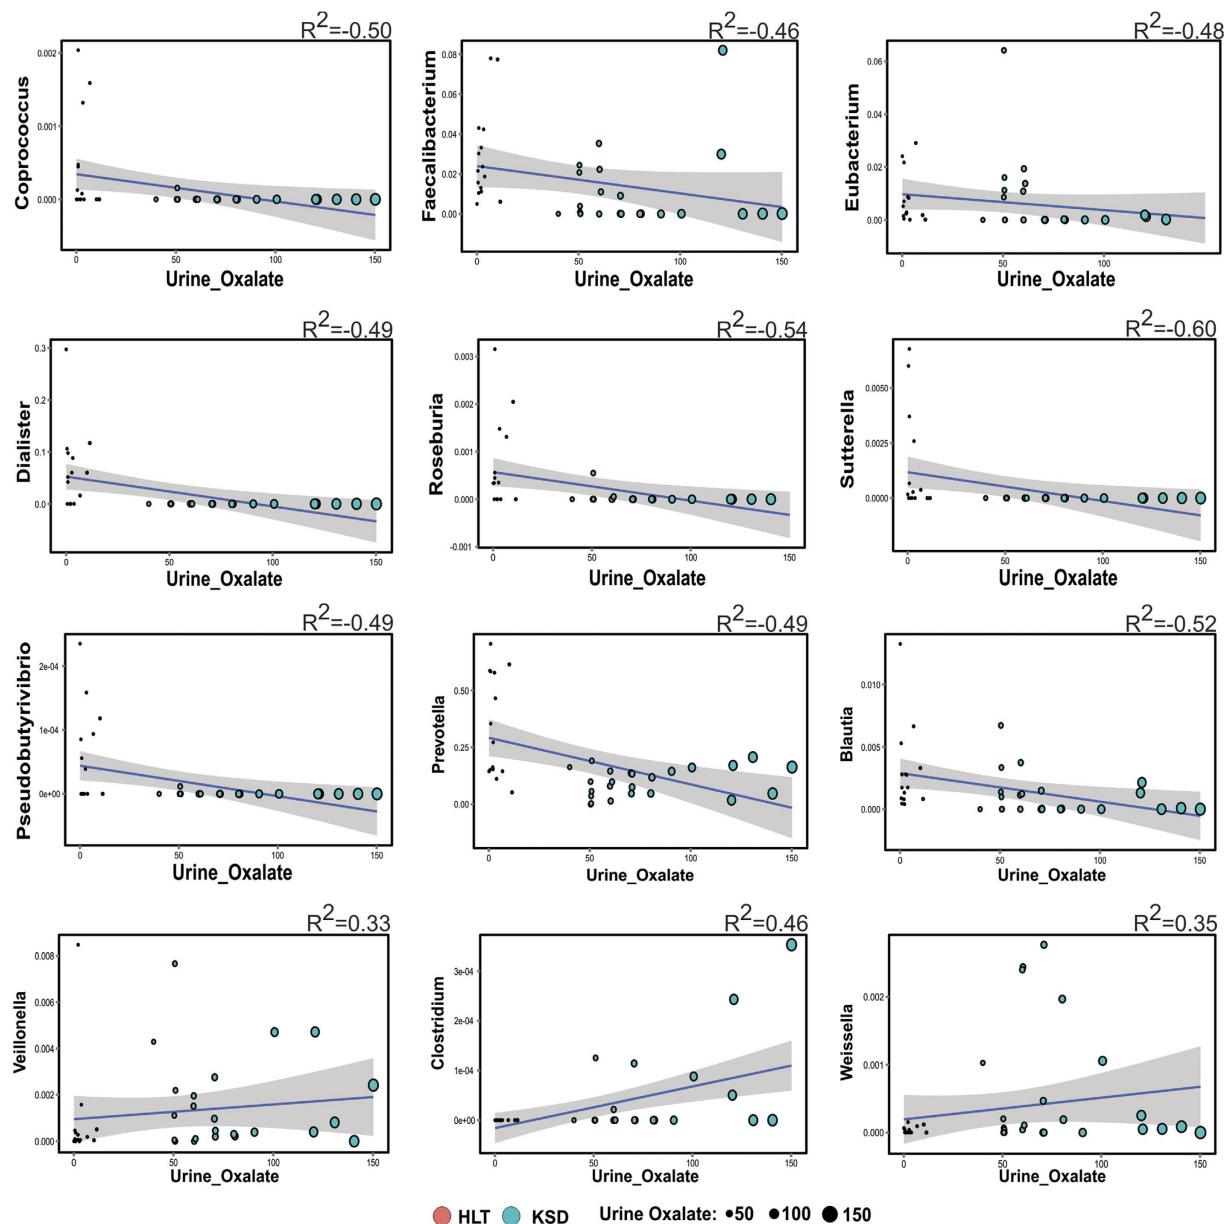 R2=-0.50
R2=-0.46
R2=-0.48
Coprococcus
0.002
0.001
0.000
0 50 100 150
Urine_Oxalate
Faecalibacterium
0.08
0.06
0.04
0.02
0.00
0 50 100 150
Urine_Oxalate
Eubacterium
0.06
0.04
0.02
0.00
0 50 100
Urine_Oxalate
R2=-0.49
R2=-0.54
R2=-0.60
Dialister
0.3
0.2
0.1
0.0
0 50 100 150
Urine_Oxalate
Roseburia
0.003
0.002
0.001
0.000
-0.001
0 50 100 150
Urine_Oxalate
Sutterella
0.0050
0.0025
0.0000
0 50 100 150
Urine_Oxalate
R2=-0.49
R2=-0.49
R2=-0.52
Pseudobutyrivibrio
2e-04
1e-04
0e+00
0 50 100 150
Urine_Oxalate
Prevotella
0.50
0.25
0.00
0 50 100 150
Urine_Oxalate
Blautia
0.010
0.005
0.000
0 50 100 150
Urine_Oxalate
R2=0.33
R2=0.46
R2=0.35
Veillonella
0.008
0.006
0.004
0.002
0.000
0 50 100 150
Urine_Oxalate
Clostridium
3e-04
2e-04
1e-04
0e+00
0 50 100 150
Urine_Oxalate
Weissella
0.002
0.001
0.000
0 50 100 150
Urine_Oxalate
HLT KSD Urine Oxalate: 50 100 150